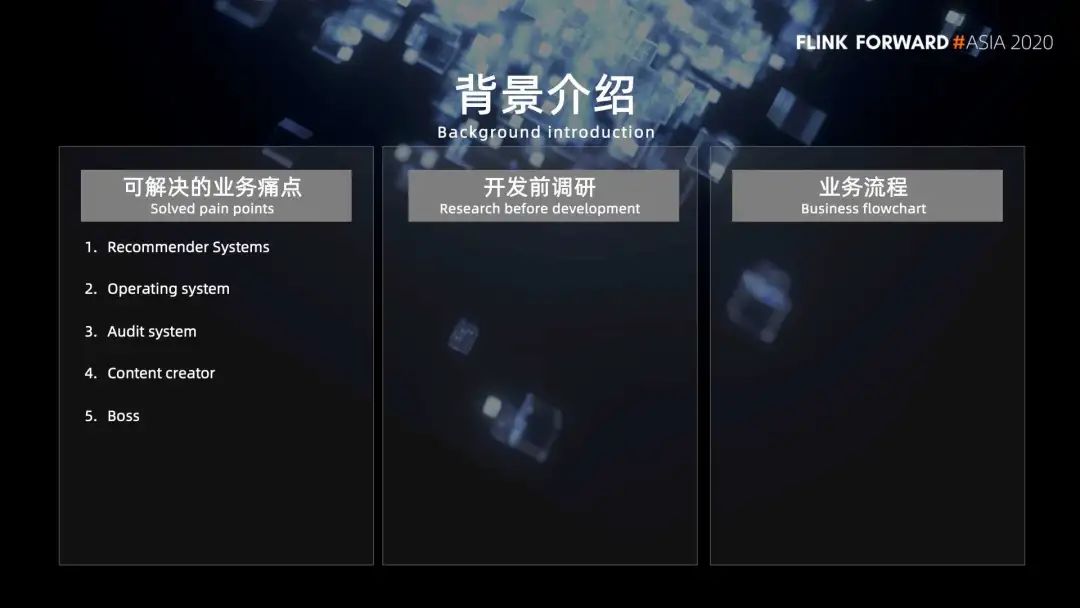 FLINK FORWARD #ASIA 2020
背景介绍
Background introduction
可解决的业务痛点
Solved pain points
1. Recommender Systems
2. Operating system
3. Audit system
4. Content creator
5. Boss
开发前调研
Research before development
业务流程
Business flowchart